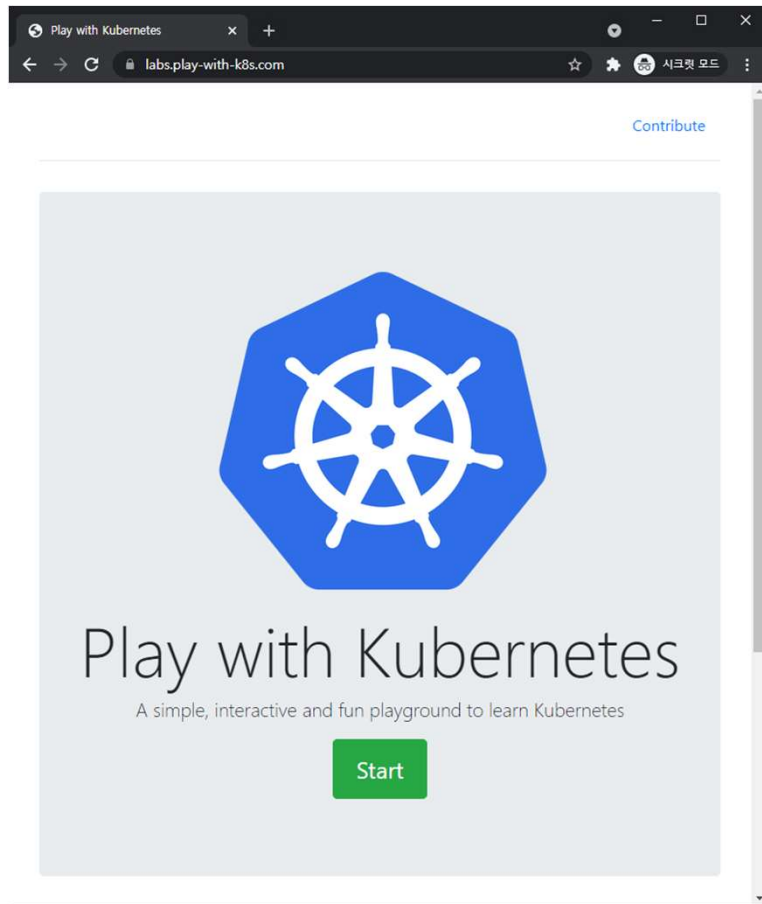 Play with Kubernetes
labs.play-with-k8s.com
시크릿 모드
Contribute
Play with Kubernetes
A simple, interactive and fun playground to learn Kubernetes
Start